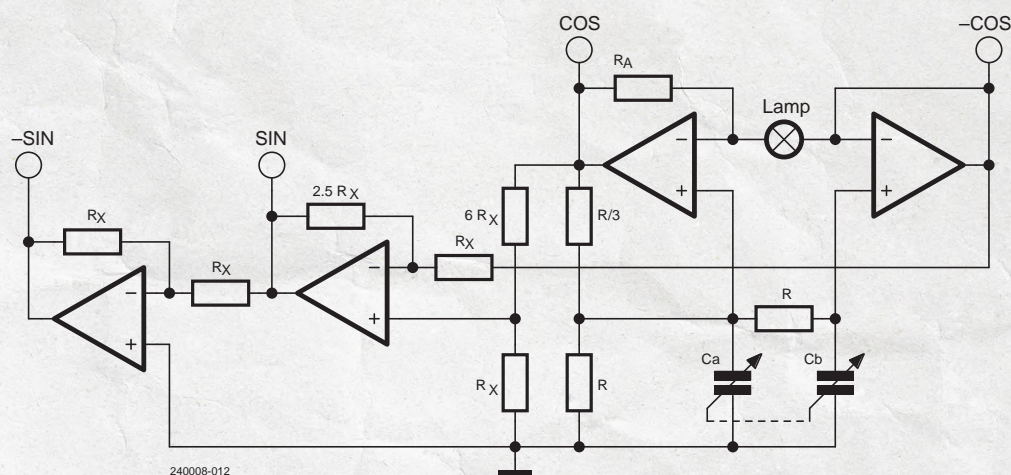 COS
–COS
RA
Lamp
–SIN
SIN
–
–
+
+
2.5 RX
RX
6 RX
R/3
RX
RX
–
–
+
+
R
Ca
Cb
RX
R
240008-012